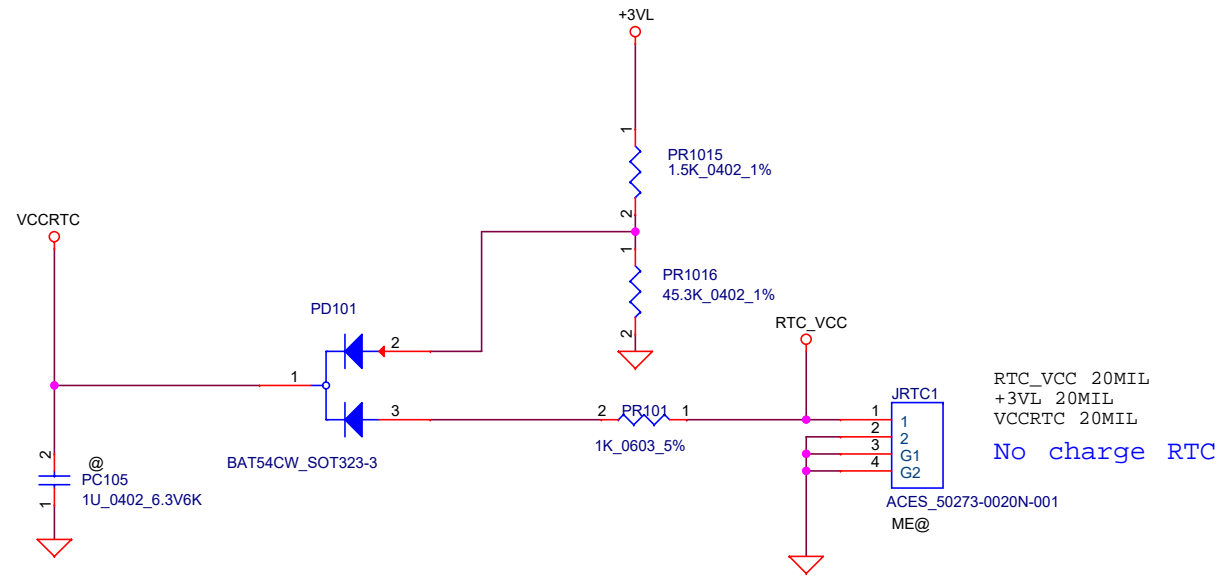 +3VL
1
PR1015
1.5K_0402_1%
2
VCCRTC
1
PR1016
45.3K_0402_1%
2
PD101
RTC_VCC
2
1
3
2
PR101
1
1K_0603_5%
BAT54CW_SOT323-3
JRTC1
1
1
2
2
3
G1
4
G2
ACES_50273-0020N-001
ME@
RTC_VCC 20MIL
+3VL 20MIL
VCCRTC 20MIL
No charge RTC
2
@
PC105
1U_0402_6.3V6K
1